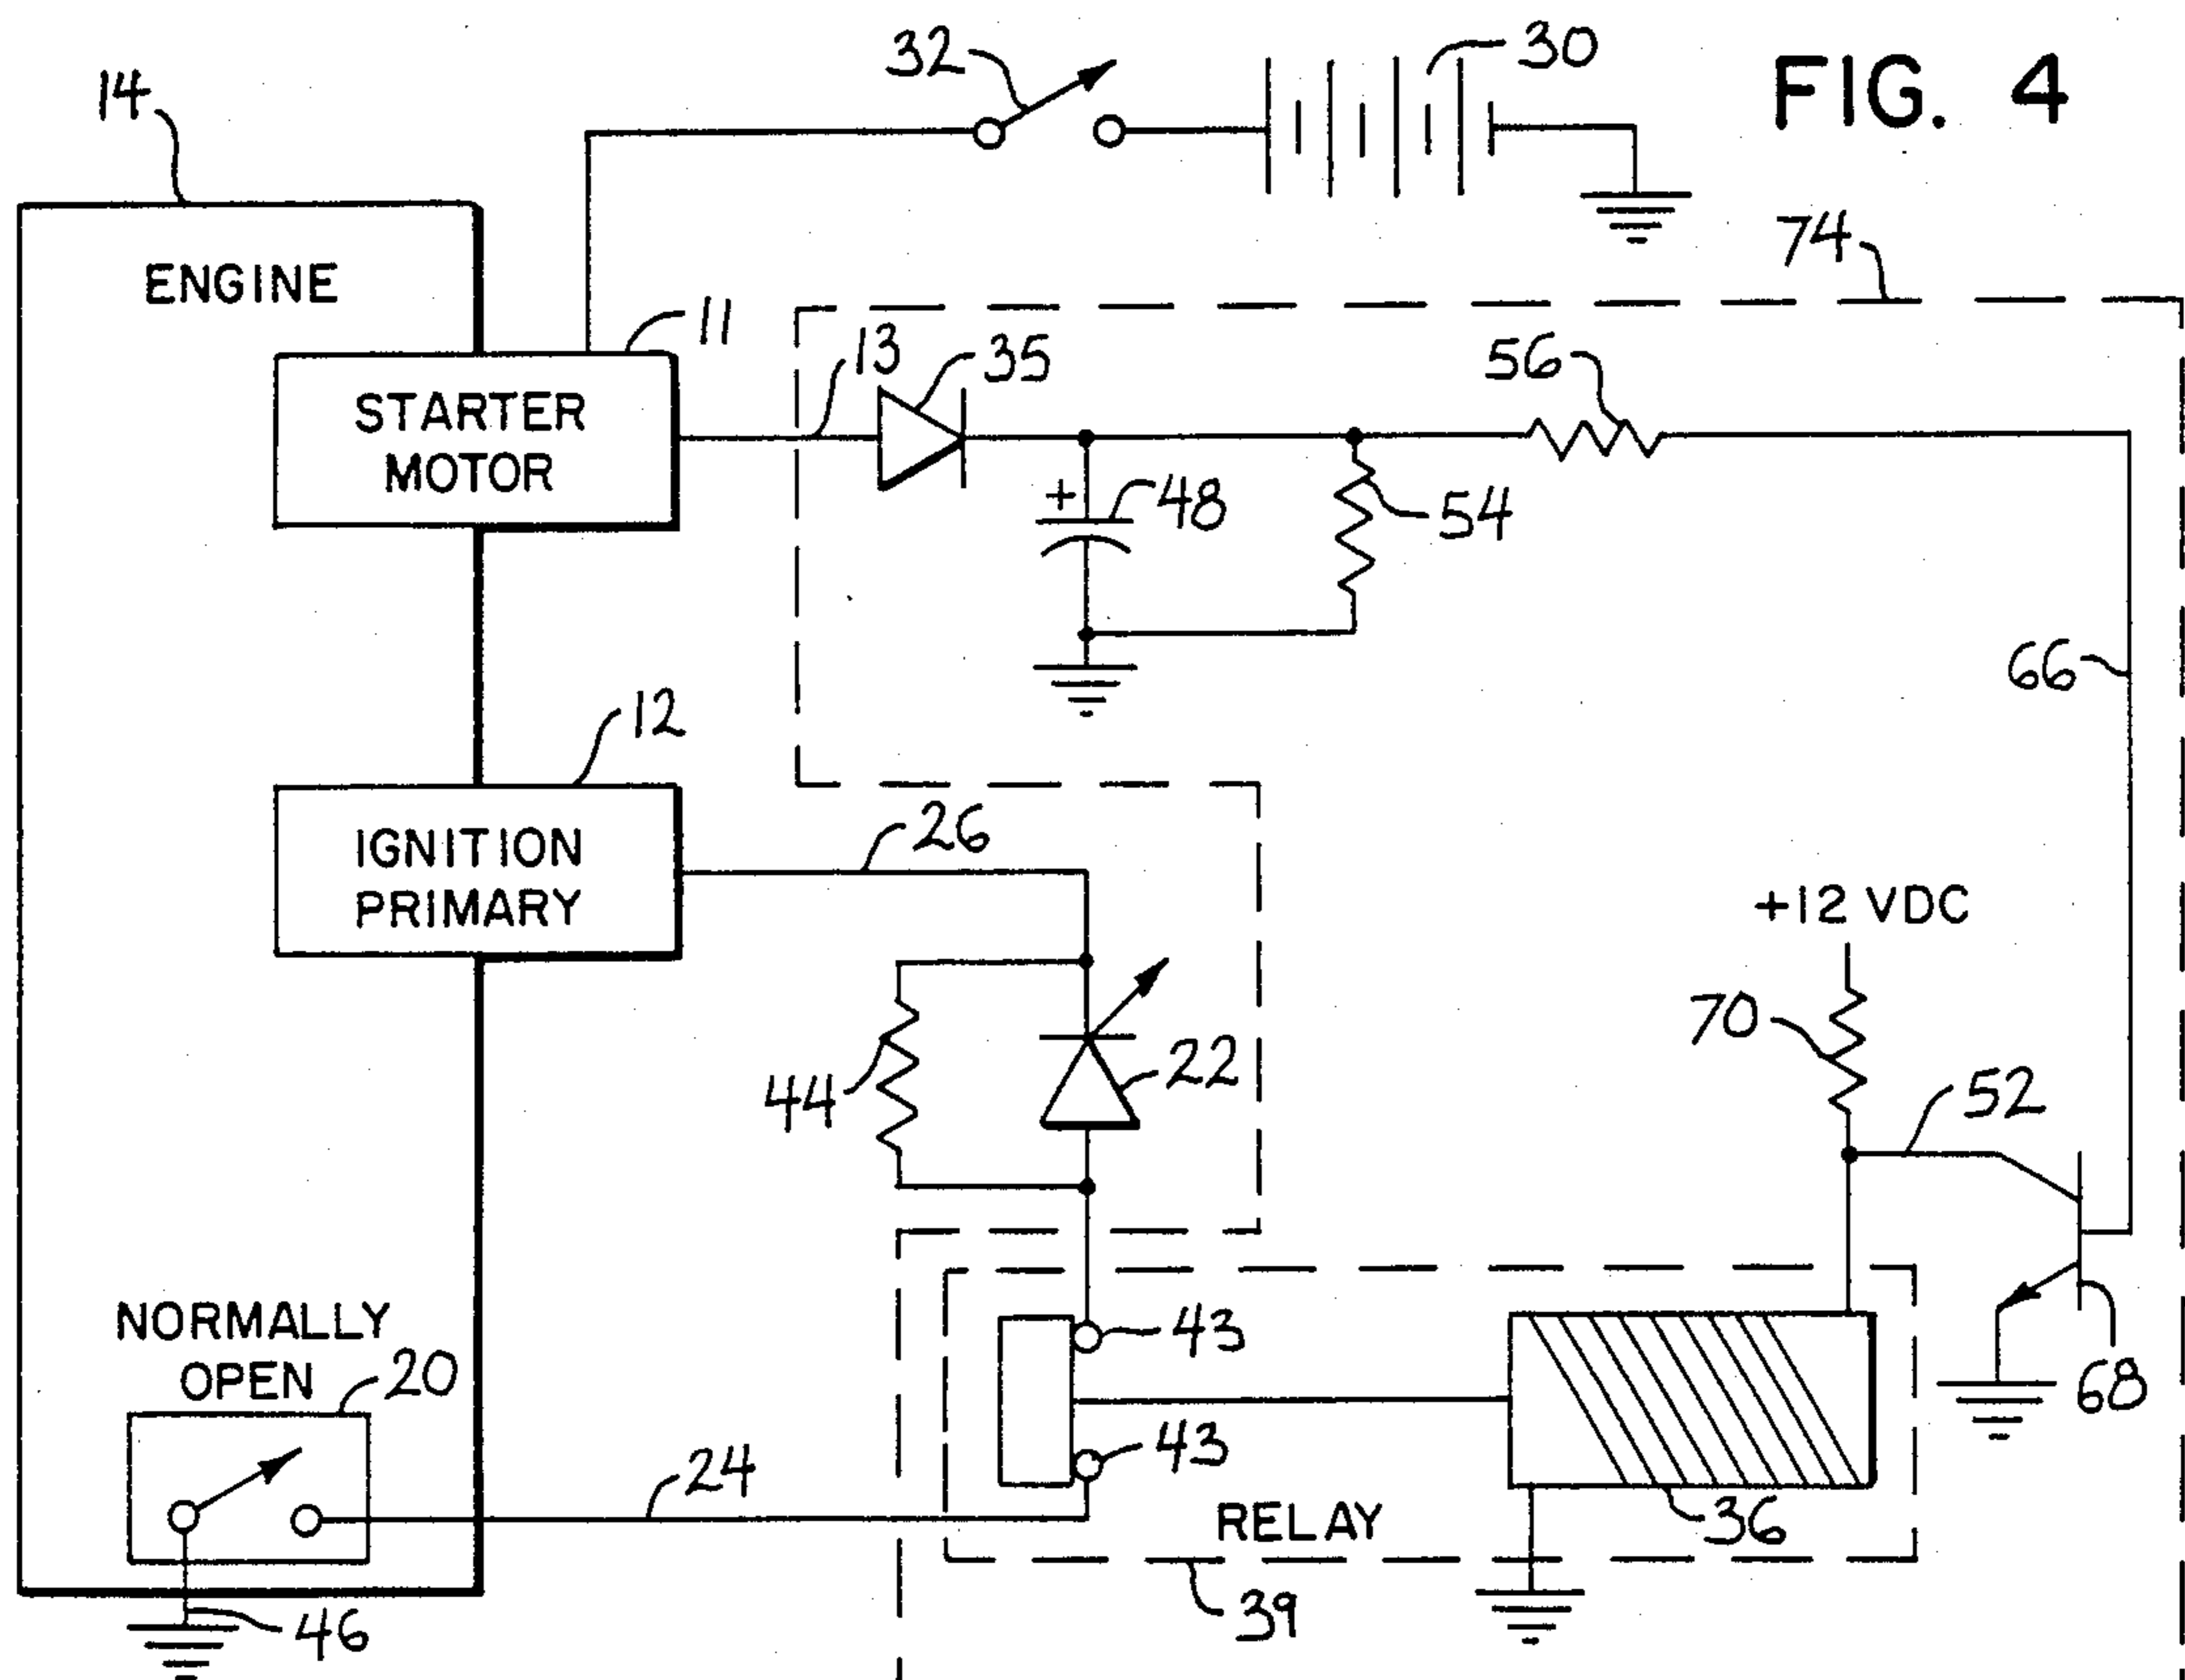 FIG. 4
32
30
14
ENGINE
74
11
13
35
56
STARTER
MOTOR
+
48
54
66
12
26
IGNITION
PRIMARY
+12 VDC
70
44
22
52
NORMALLY
OPEN
20
43
43
68
24
RELAY
36
39
46